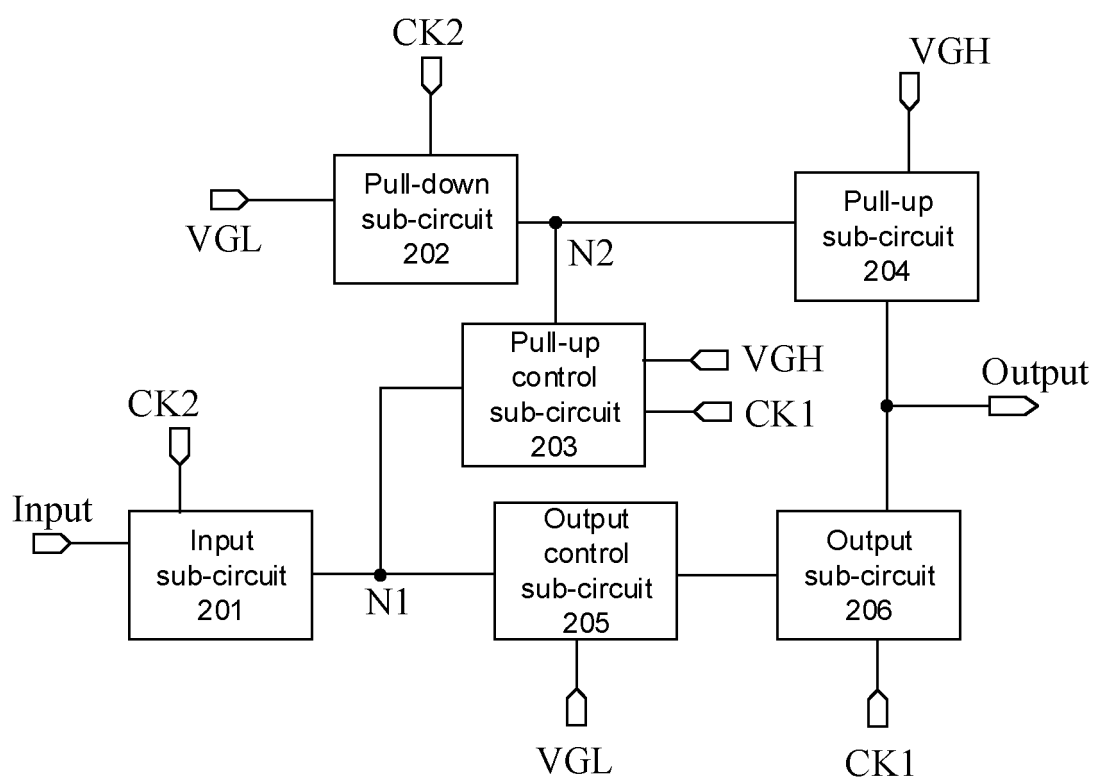 CK2
VGH
Pull-down
sub-circuit
202
VGL
N2
Pull-up
sub-circuit
204
Pull-up
control
sub-circuit
203
VGH
CK1
Output
CK2
Input
Input
sub-circuit
201
N1
Output
control
sub-circuit
205
Output
sub-circuit
206
VGL
CK1